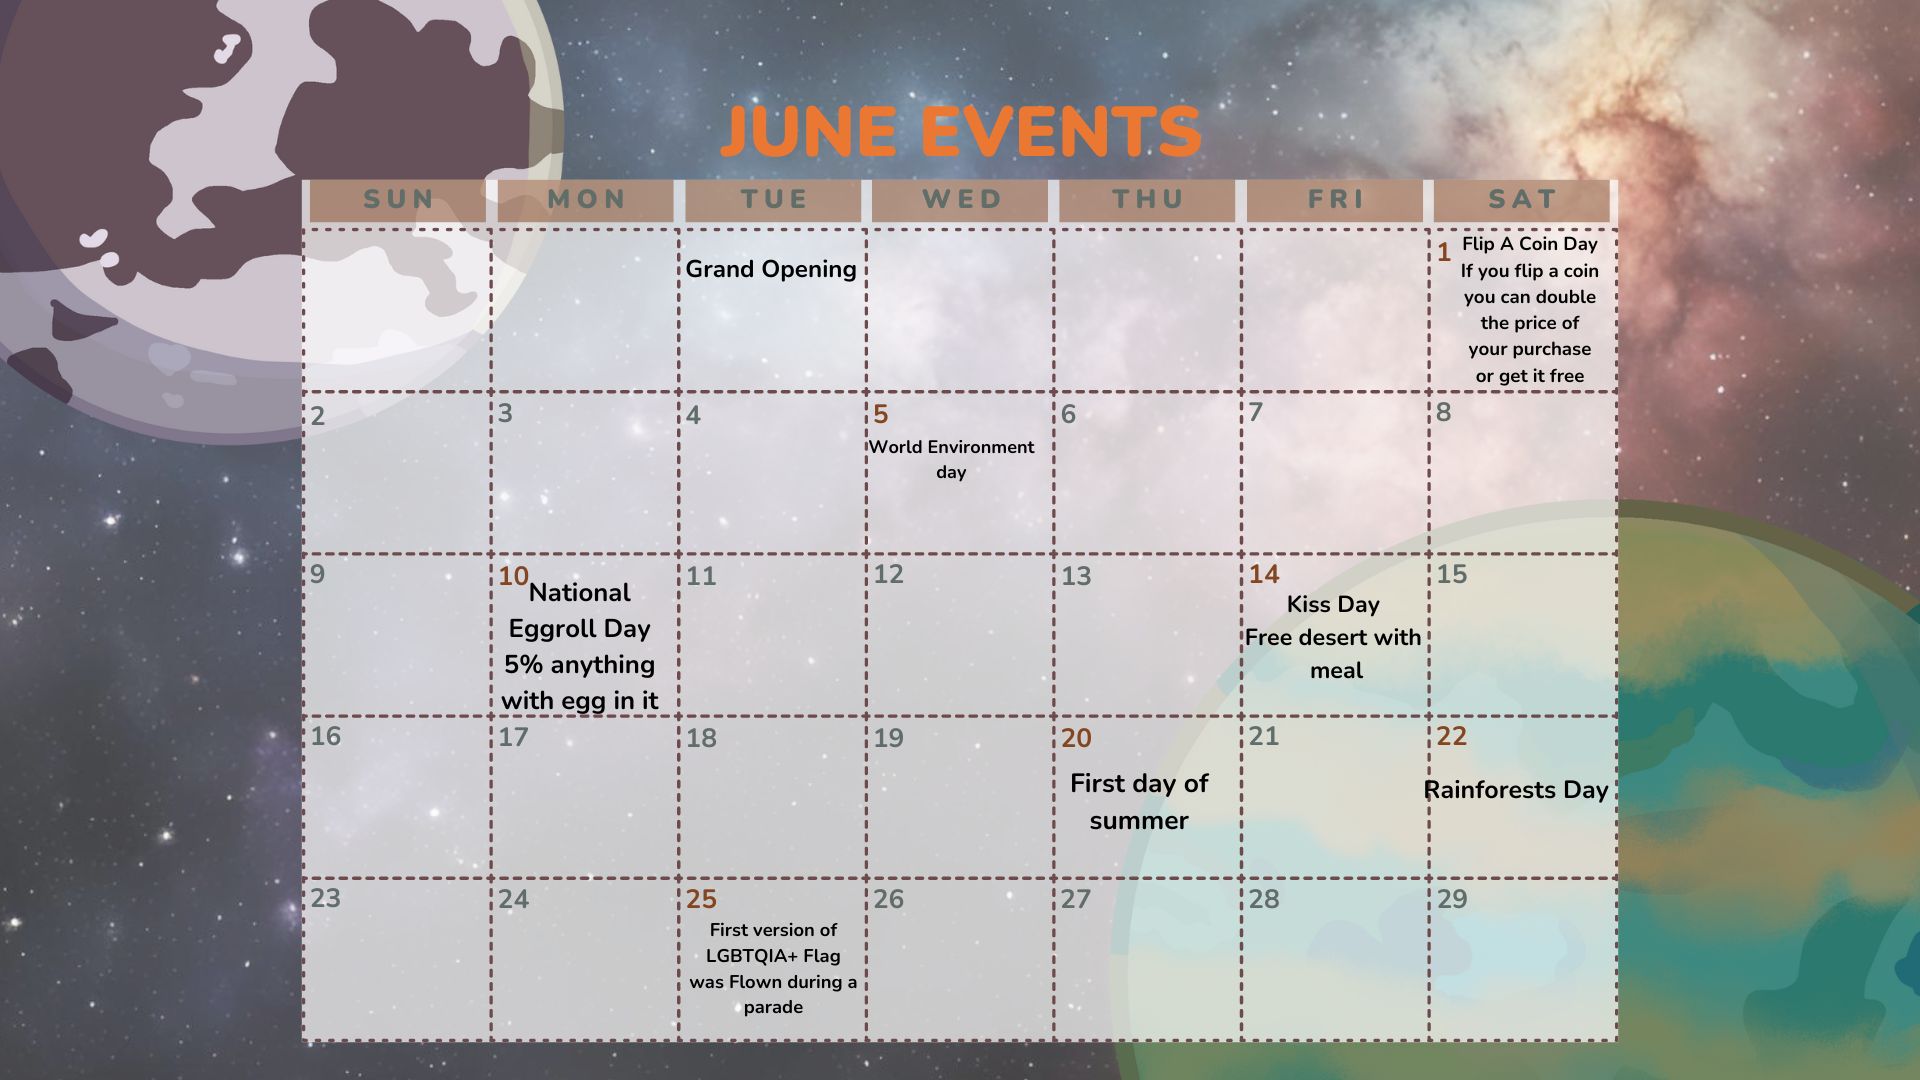 JUNE EVENTS
SUN MON TUE WED THU FRI SAT
Grand Opening
1
Flip A Coin Day
If you flip a coin
you can double
the price of
your purchase
or get it free
2 3 4 5 6 7 8
World Environment
day
9 10 11 12 13 14 15
National
Eggroll Day
5% anything
with egg in it
Kiss Day
Free desert with
meal
16 17 18 19 20 21 22
First day of
summer
Rainforests Day
23 24 25 26 27 28 29
First version of
LGBTQIA+ Flag
was Flown during a
parade